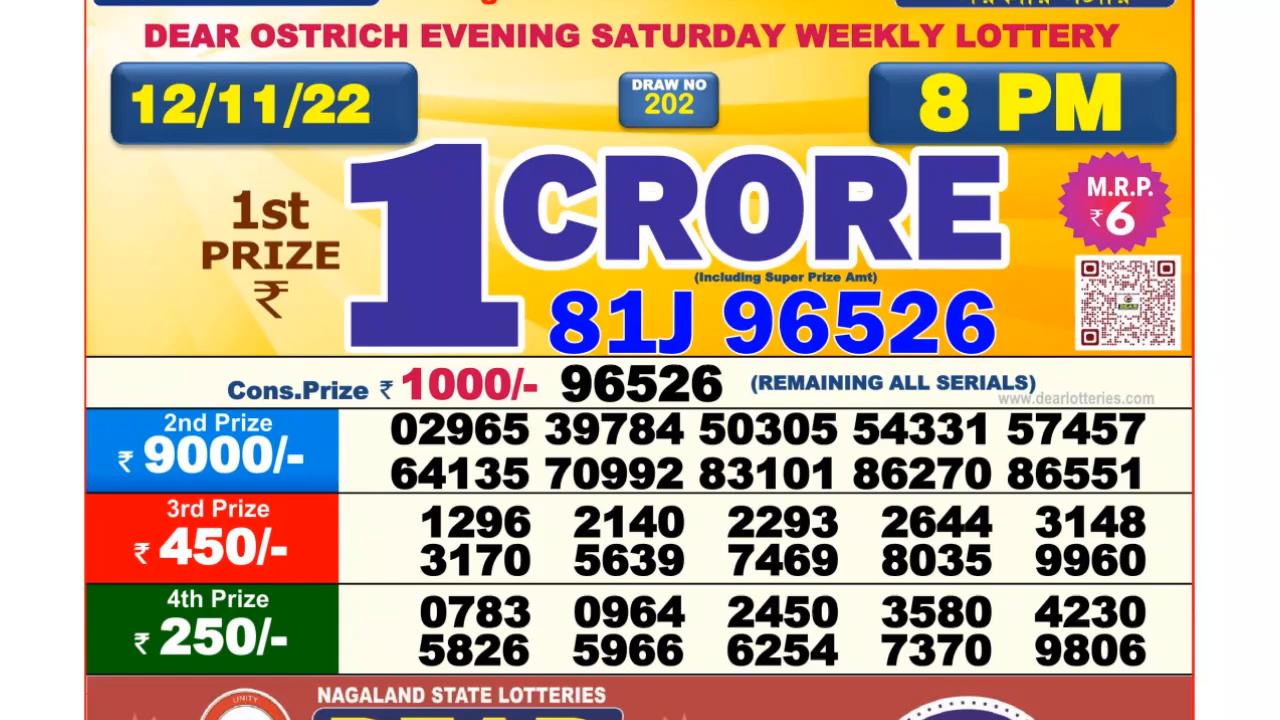 DEAR OSTRICH EVENING SATURDAY WEEKLY LOTTERY
12/11/22
DRAW NO
202
8 PM
1st
PRIZE
₹
1 CRORE
(Including Super Prize Amt)
81J 96526
M.R.P.
₹ 6
Cons.Prize ₹ 1000/- 96526 (REMAINING ALL SERIALS)
www.dearlotteries.com
2nd Prize
₹ 9000/-
02965 39784 50305 54331 57457
64135 70992 83101 86270 86551
3rd Prize
₹ 450/-
1296 2140 2293 2644 3148
3170 5639 7469 8035 9960
4th Prize
₹ 250/-
0783 0964 2450 3580 4230
5826 5966 6254 7370 9806
NAGALAND STATE LOTTERIES
UNITY
DEAR